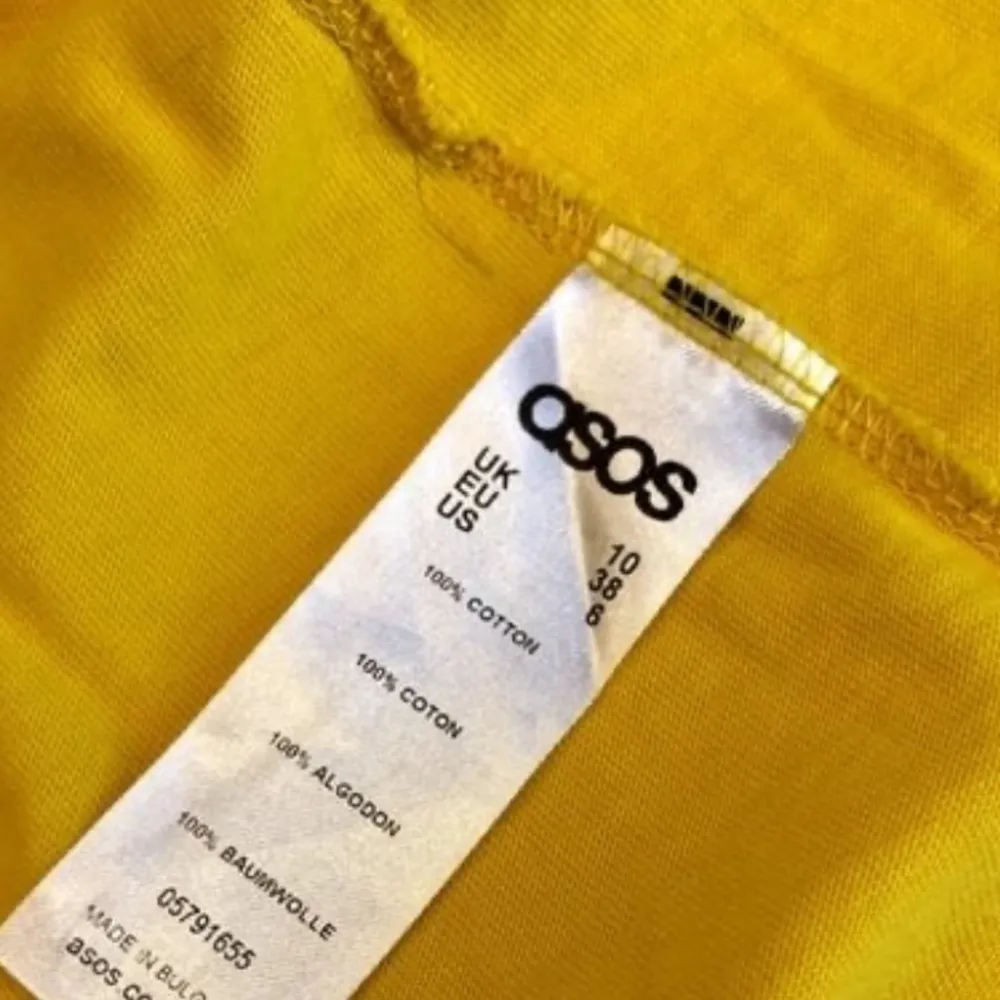 asos
UK 10
EU 38
US 6
100% COTTON
100% COTON
100% ALGODON
100% BAUMWOLLE
05791655
MADE IN BULG
asos.co